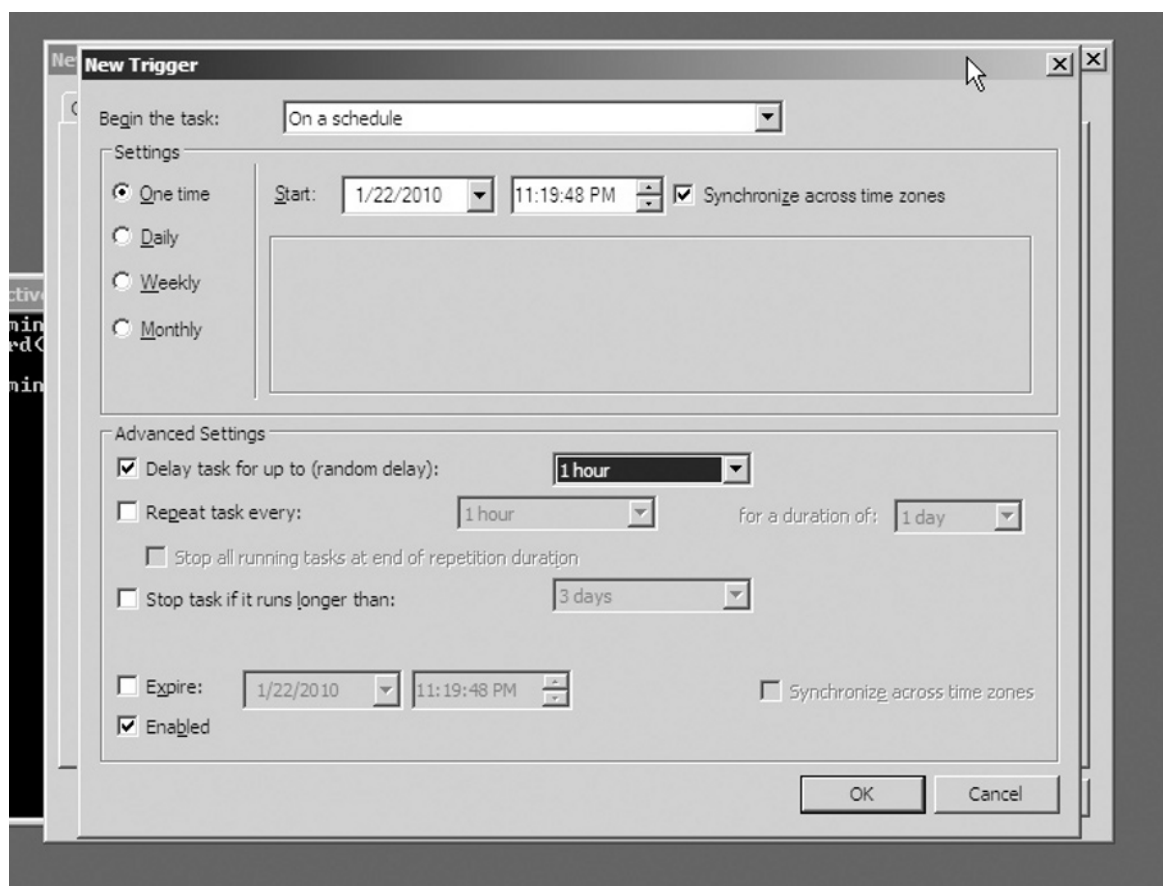 Ne
New Trigger
Begin the task: On a schedule
Settings
One time
Start: 1/22/2010 11:19:48 PM Synchronize across time zones
Daily
Weekly
Monthly
Advanced Settings
Delay task for up to (random delay): 1 hour
Repeat task every: 1 hour for a duration of: 1 day
Stop all running tasks at end of repetition duration
Stop task if it runs longer than: 3 days
Expire: 1/22/2010 11:19:48 PM Synchronize across time zones
Enabled
OK Cancel